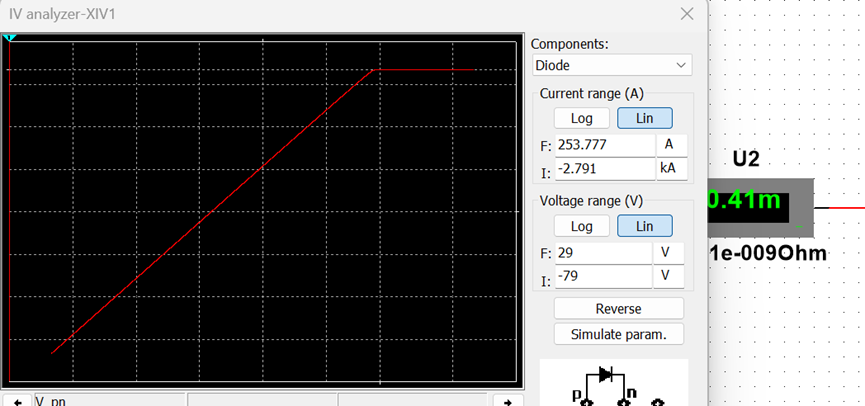 IV analyzer-XIV1
Components:
Diode
Current range (A)
Log Lin
F: 253.777 A
I: -2.791 kA
Voltage range (V)
Log Lin
F: 29 V
I: -79 V
Reverse
Simulate param.
p n
V_pn
U2
0.41m
1e-009Ohm